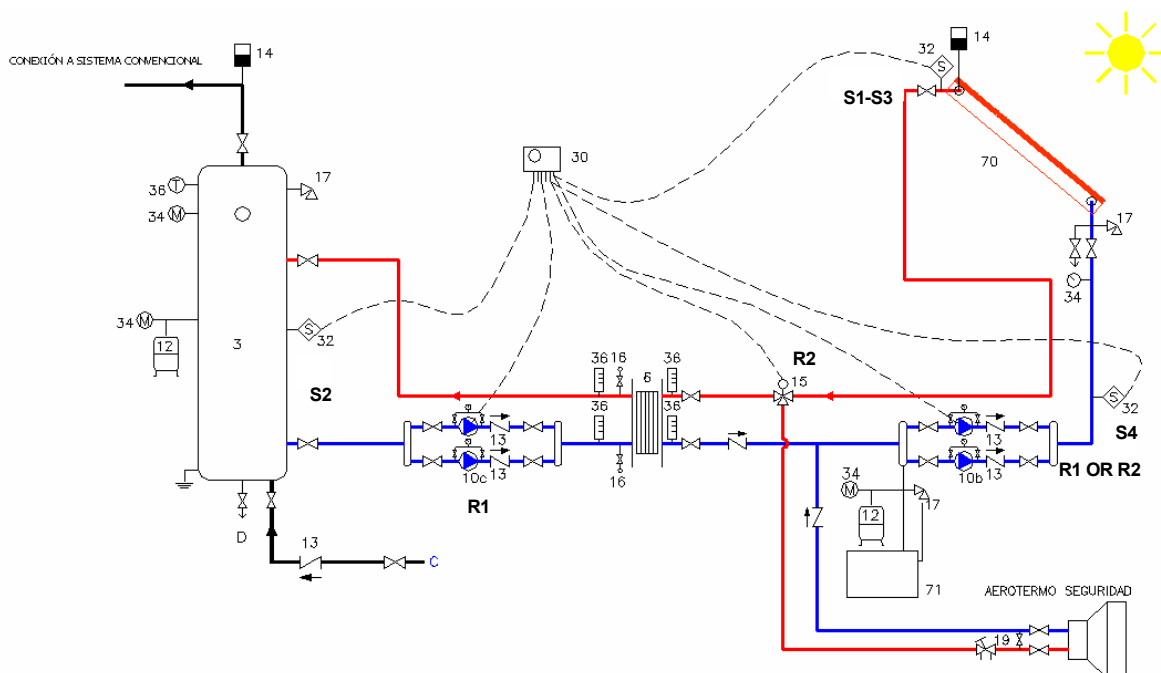 14
CONEXIÓN A SISTEMA CONVENCIONAL
32
S
14
S1-S3
30
70
36
T
17
34
M
17
34
34
M
12
3
S
32
S2
36
16
6
36
R2
15
36
36
S
32
13
13
S4
10c
13
16
R1
10b
13
R1 OR R2
34
M
17
12
D
13
C
71
AEROTERMO SEGURIDAD
19